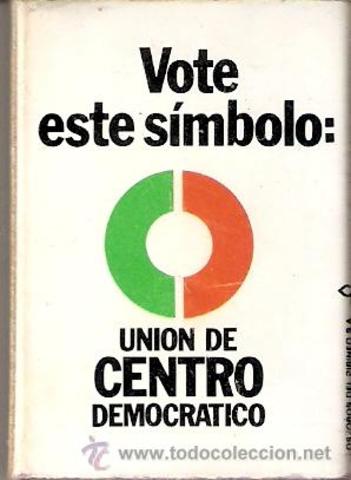 Vote
este símbolo:
UNION DE
CENTRO
DEMOCRATICO
www.todocoleccion.net